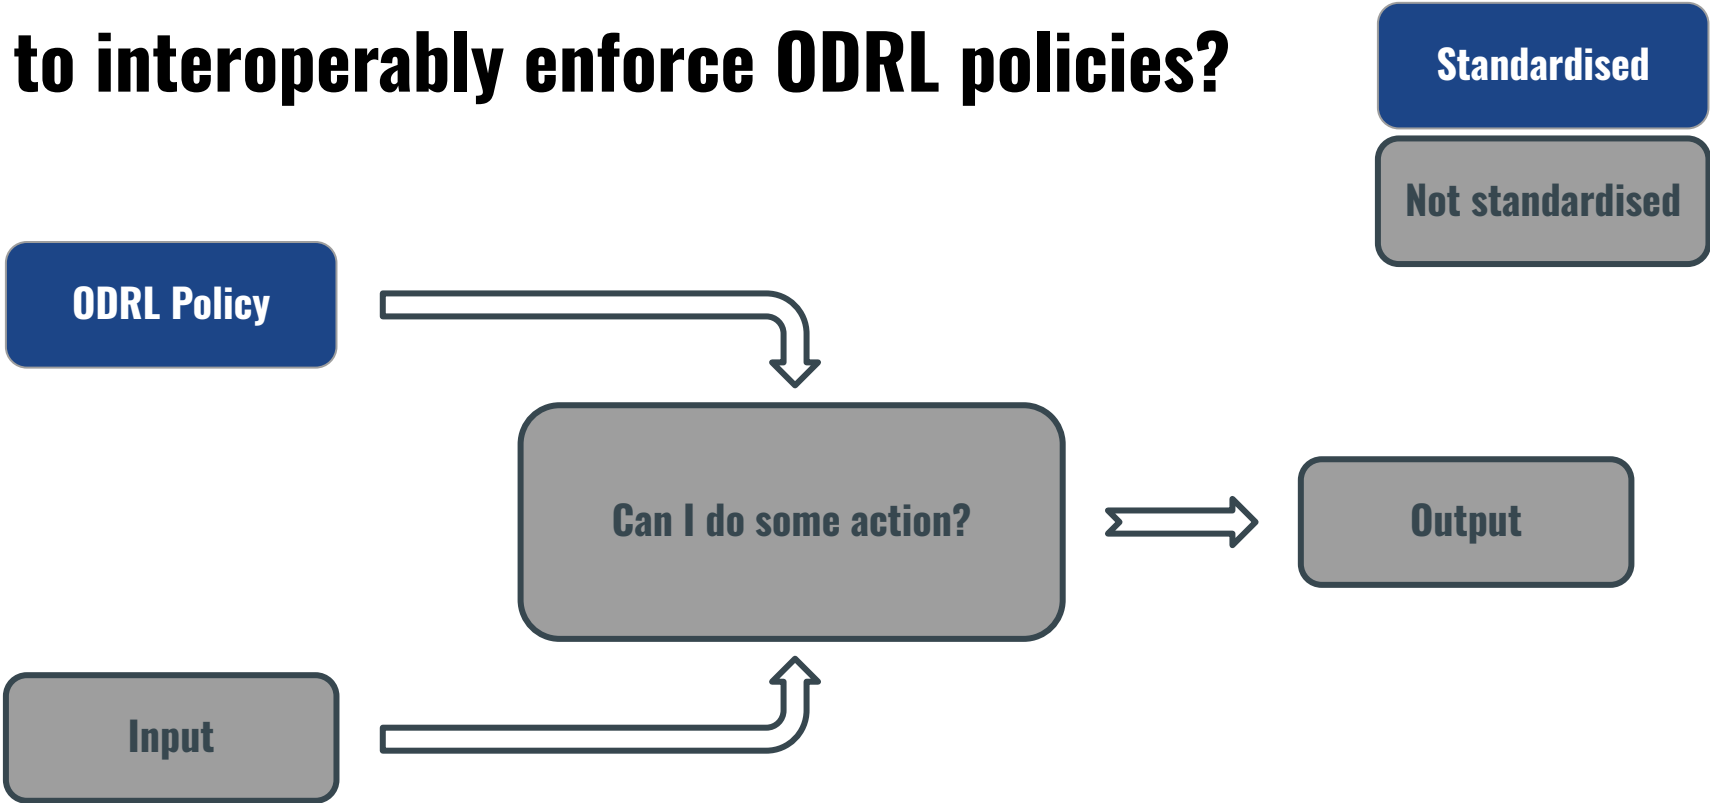 to interoperably enforce ODRL policies?
Standardised
Not standardised
ODRL Policy
Can I do some action?
Output
Input